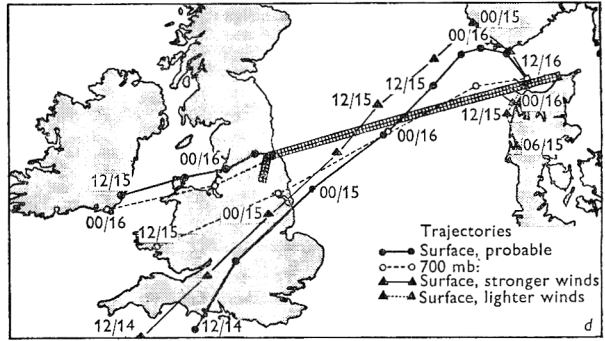 00/15
00/16
12/16
12/15
12/15
00/16
12/15
00/16
00/16
06/15
12/15
00/16
00/15
12/15
00/15
Trajectories
Surface, probable
700 mb:
Surface, stronger winds
Surface, lighter winds
12/14
12/14
d